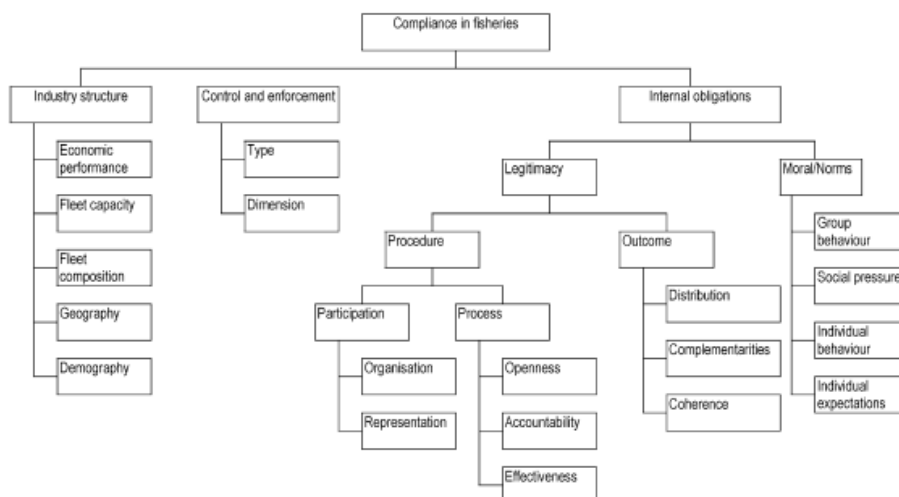 Compliance in fisheries
Industry structure
Control and enforcement
Internal obligations
Economic
performance
Fleet capacity
Fleet
composition
Geography
Demography
Type
Dimension
Legitimacy
Procedure
Participation
Organisation
Representation
Process
Openness
Accountability
Effectiveness
Outcome
Distribution
Complementarities
Coherence
Moral/Norms
Group
behaviour
Social pressure
Individual
behaviour
Individual
expectations